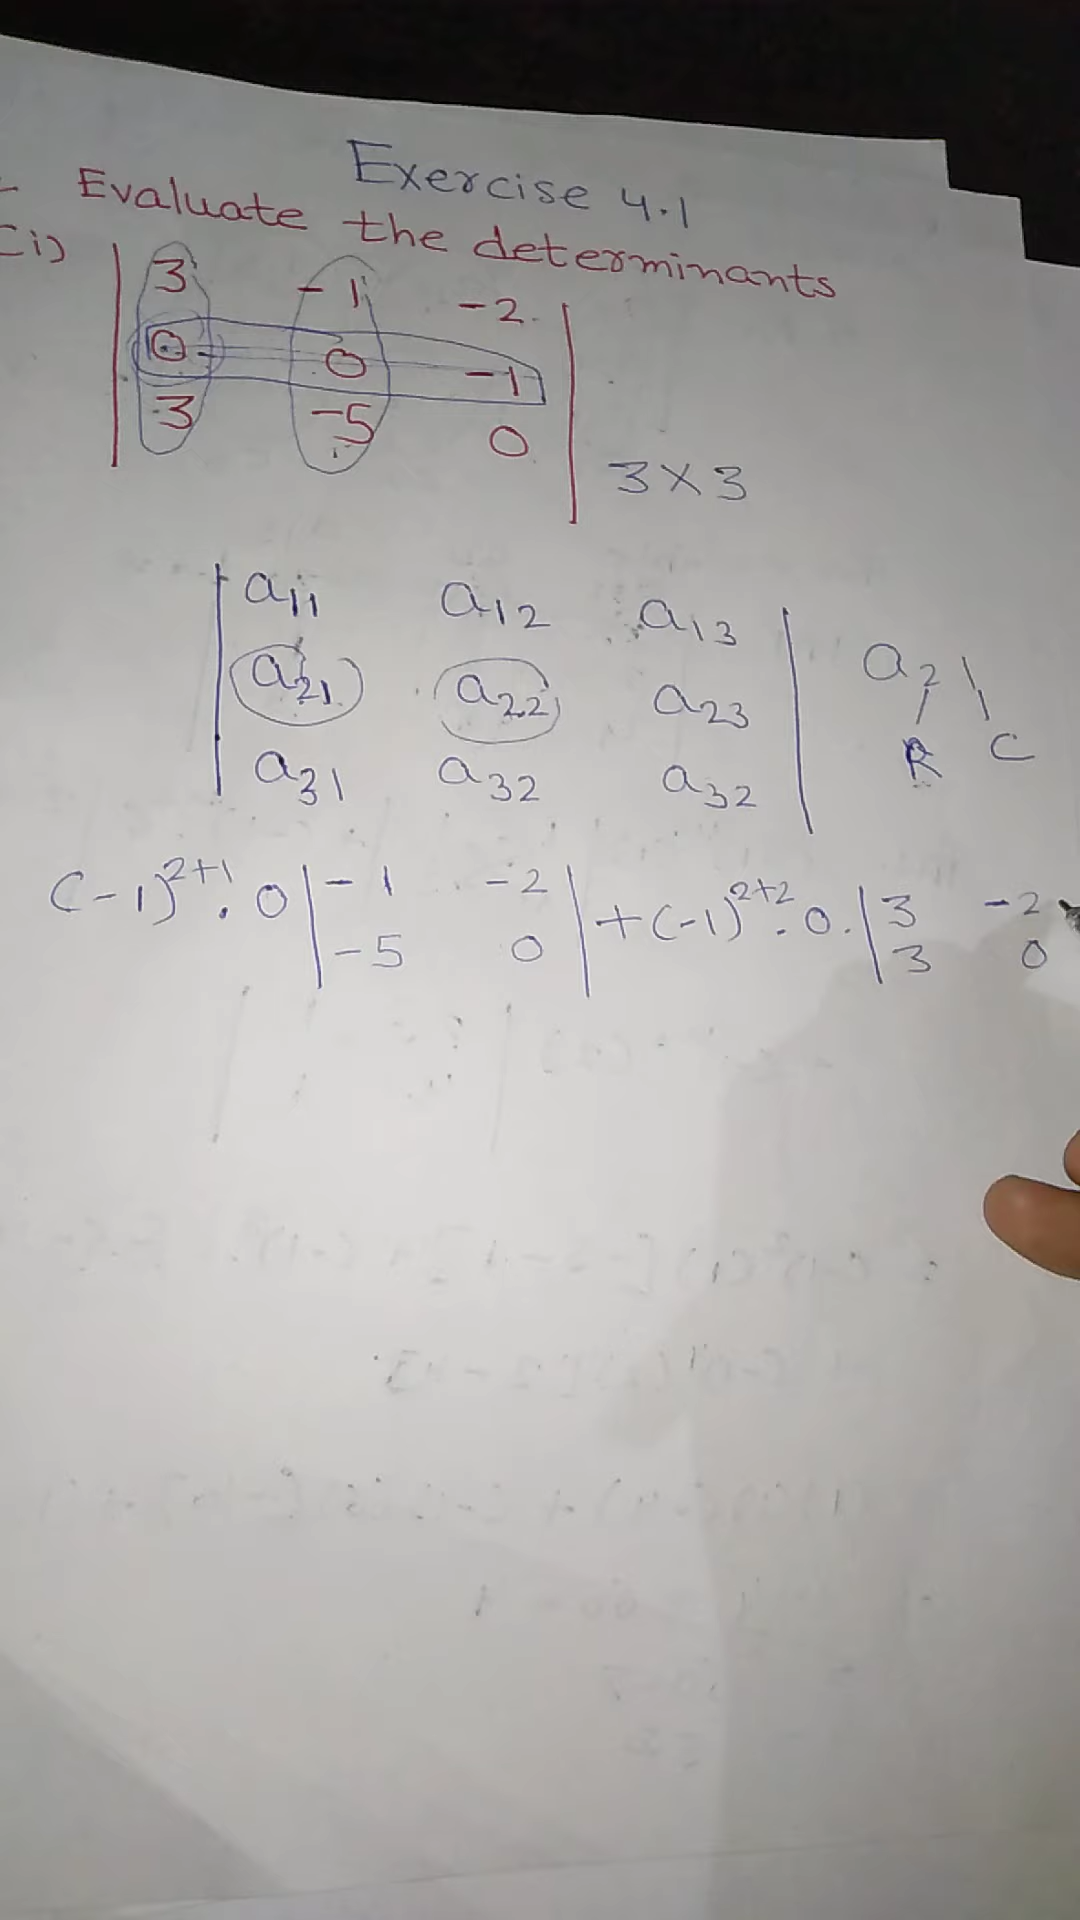 Exercise 4.1
Evaluate the determinants
(i)
3 -1 -2
0 0 -1
3 -5 0
3×3
a11 a12 a13
a21 a22 a23
a31 a32 a32
a21
R C
(-1)^2+1 . 0 | -1 -2 | + (-1)^2+2 . 0 . | 3 -2
-5 0 | 3 0